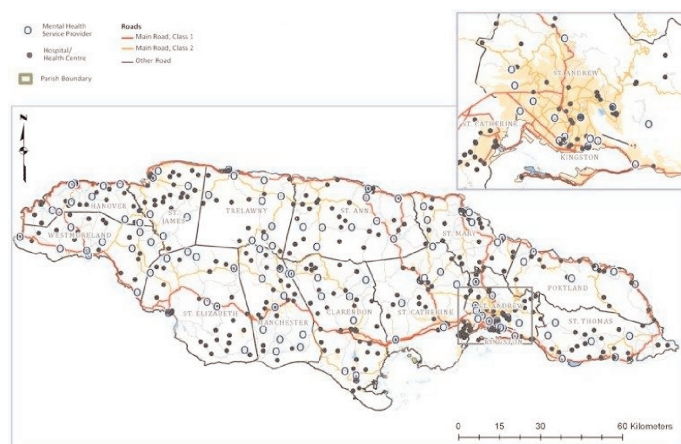 Mental Health
Service Provider
Hospital/
Health Centre
Parish Boundary
Roads
Main Road, Class 1
Main Road, Class 2
Other Road
ST. ANDREW
ST. CATHERINE
KINGSTON
N
HANOVER
WESTMORELAND
ST.
JAMES
TRELAWNY
ST. ANN
ST. MARY
PORTLAND
ST. ELIZABETH
MANCHESTER
CLARENDON
ST. CATHERINE
ST. ANDREW
KINGSTON
ST. THOMAS
0 15 30 60 Kilometers